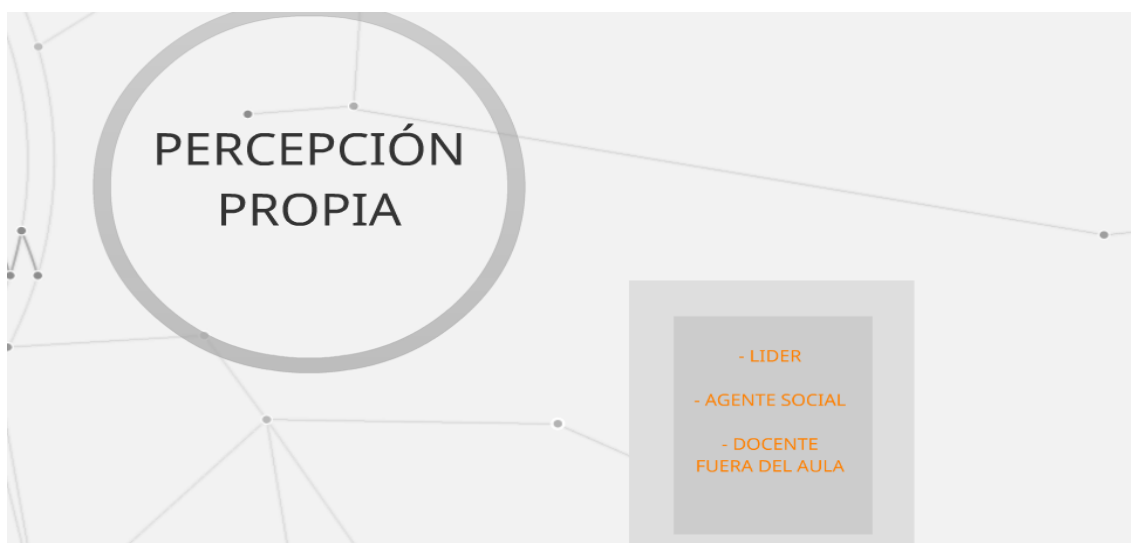 PERCEPCIÓN
PROPIA
- LIDER
- AGENTE SOCIAL
- DOCENTE
FUERA DEL AULA